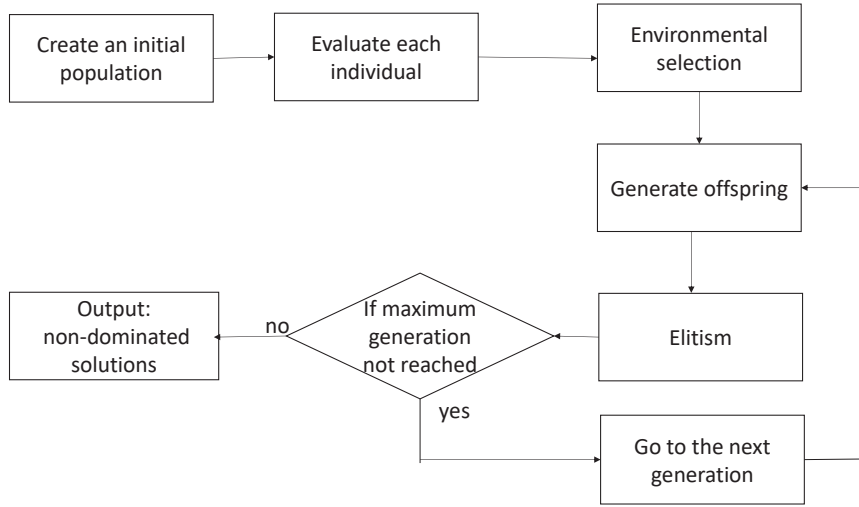 Create an initial
population
Evaluate each
individual
Environmental
selection
Generate offspring
Elitism
If maximum
generation
not reached
no
Output:
non-dominated
solutions
yes
Go to the next
generation